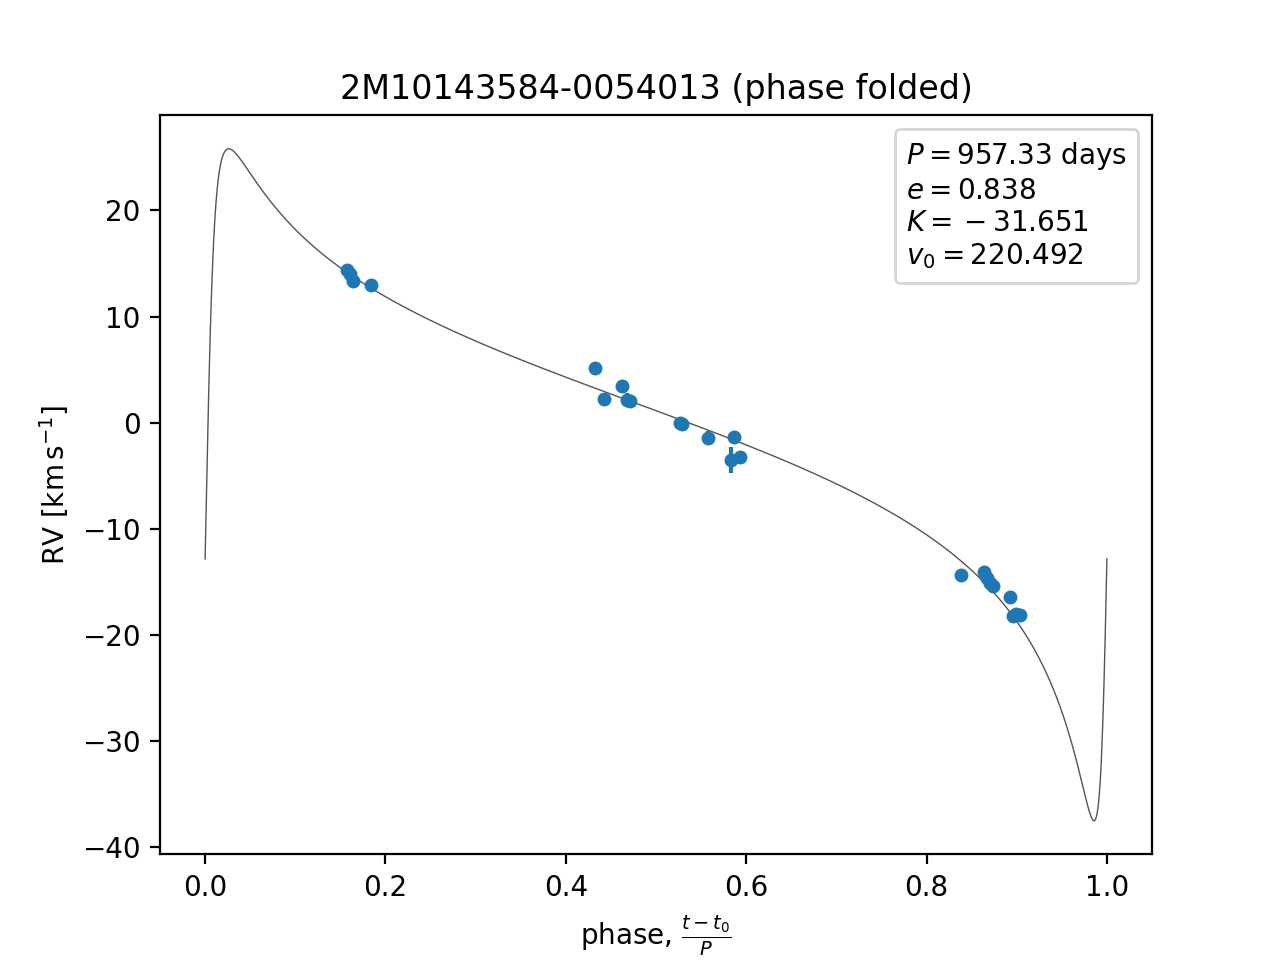 2M10143584-0054013 (phase folded)
P = 957.33 days
e = 0.838
K = −31.651
v₀ = 220.492
20
10
0
−10
−20
−30
−40
RV [km s⁻¹]
0.0 0.2 0.4 0.6 0.8 1.0
phase, (t − t₀)/P